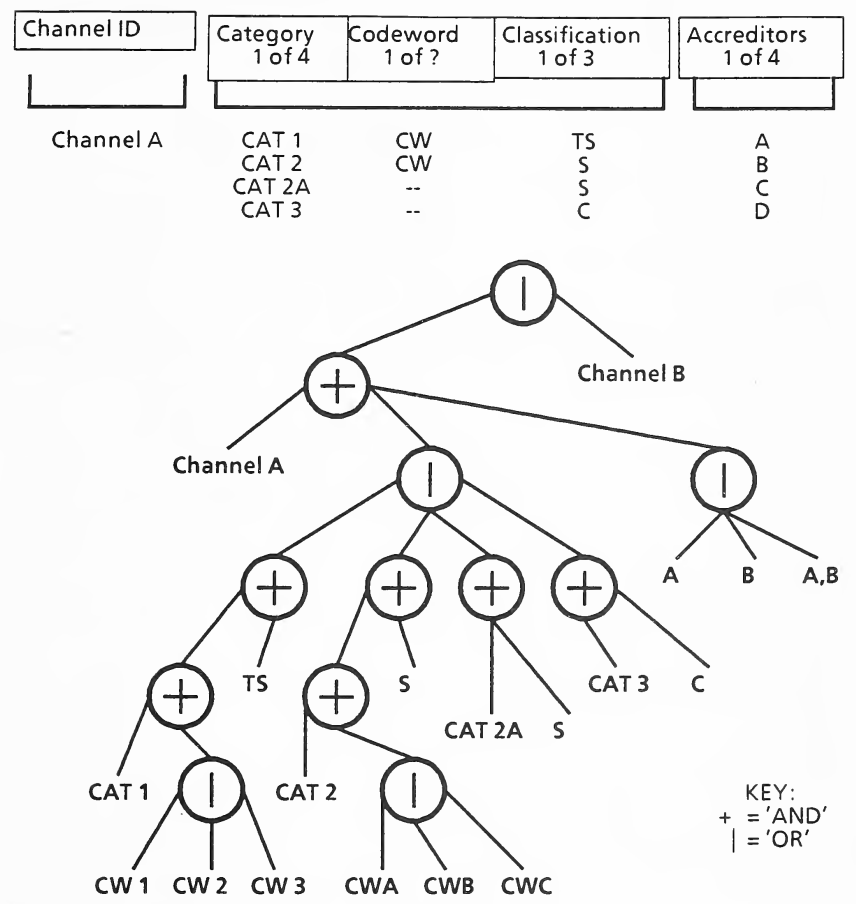 Channel ID
Category Codeword Classification Accreditors
1 of 4 1 of ? 1 of 3 1 of 4
Channel A CAT 1 CW TS A
CAT 2 CW S B
CAT 2A -- S C
CAT 3 -- C D
|
Channel B
+
Channel A
| |
A B A,B
+ + + +
TS S CAT 3 C
+ +
CAT 2A S
CAT 1 | CAT 2 |
KEY:
+ = 'AND'
| = 'OR'
CW 1 CW 2 CW 3 CWA CWB CWC